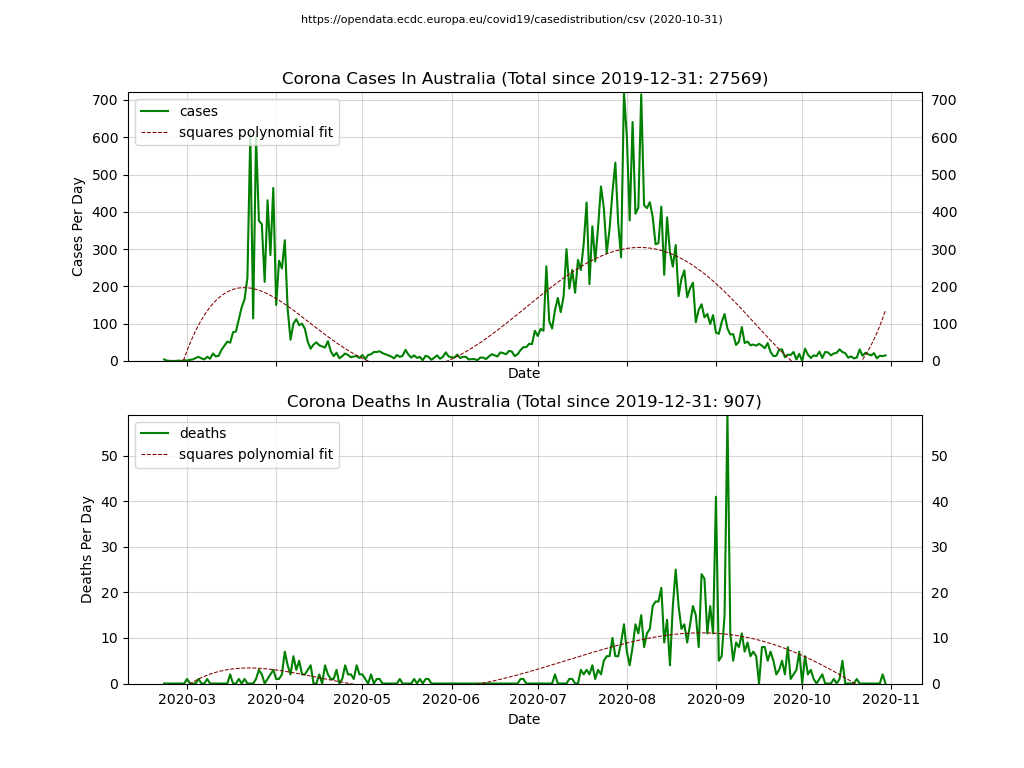 https://opendata.ecdc.europa.eu/covid19/casedistribution/csv (2020-10-31)
Corona Cases In Australia (Total since 2019-12-31: 27569)
cases
squares polynomial fit
Cases Per Day
700
600
500
400
300
200
100
0
700
600
500
400
300
200
100
0
Date
Corona Deaths In Australia (Total since 2019-12-31: 907)
deaths
squares polynomial fit
Deaths Per Day
50
40
30
20
10
0
50
40
30
20
10
0
2020-03 2020-04 2020-05 2020-06 2020-07 2020-08 2020-09 2020-10 2020-11
Date